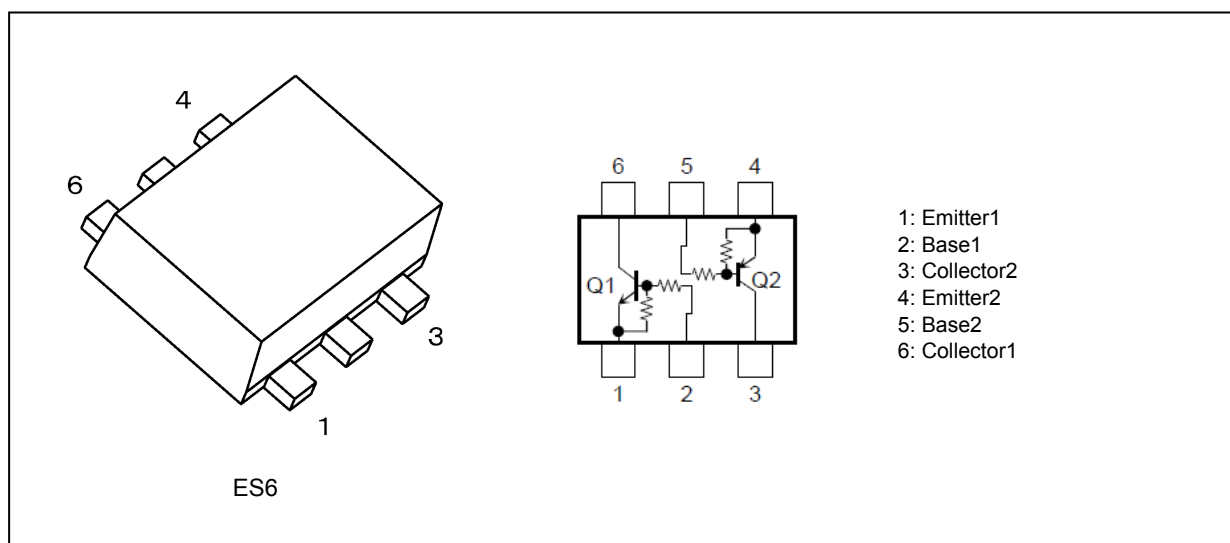 4
6
3
1
ES6
6 5 4
Q1 Q2
1 2 3
1: Emitter1
2: Base1
3: Collector2
4: Emitter2
5: Base2
6: Collector1